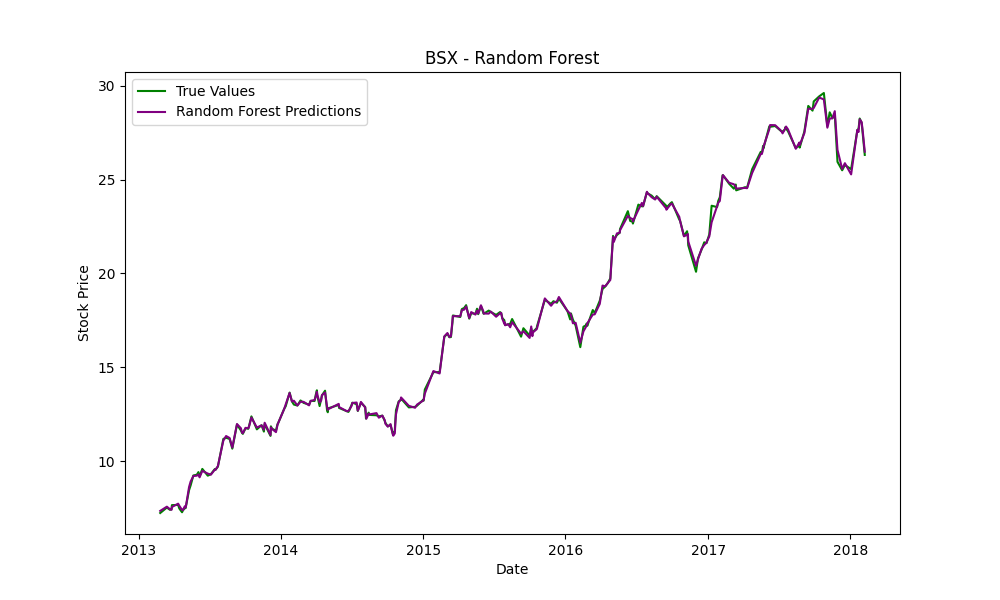 BSX - Random Forest
True Values
Random Forest Predictions
30
25
20
15
10
Stock Price
2013 2014 2015 2016 2017 2018
Date